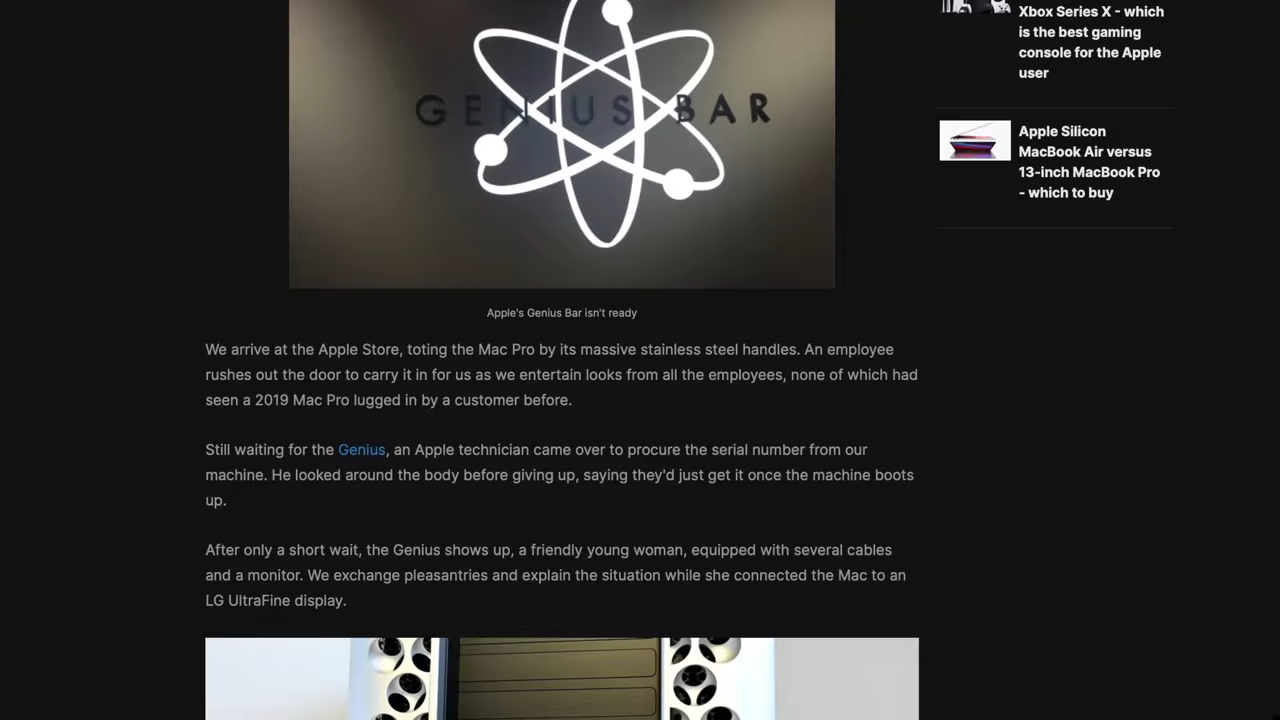 GENIUS BAR
Apple's Genius Bar isn't ready
We arrive at the Apple Store, toting the Mac Pro by its massive stainless steel handles. An employee
rushes out the door to carry it in for us as we entertain looks from all the employees, none of which had
seen a 2019 Mac Pro lugged in by a customer before.
Still waiting for the Genius, an Apple technician came over to procure the serial number from our
machine. He looked around the body before giving up, saying they'd just get it once the machine boots
up.
After only a short wait, the Genius shows up, a friendly young woman, equipped with several cables
and a monitor. We exchange pleasantries and explain the situation while she connected the Mac to an
LG UltraFine display.
Xbox Series X - which
is the best gaming
console for the Apple
user
Apple Silicon
MacBook Air versus
13-inch MacBook Pro
- which to buy